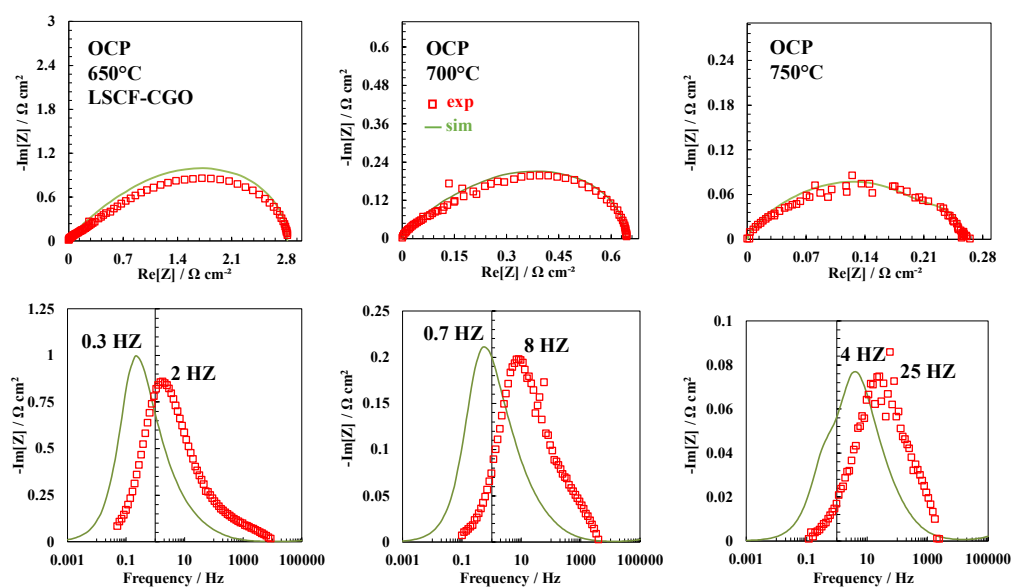 -Im[Z] / Ω cm²
3
2.4
1.8
1.2
0.6
0
OCP
650°C
LSCF-CGO
0 0.7 1.4 2.1 2.8
Re[Z] / Ω cm⁻²
-Im[Z] / Ω cm²
0.6
0.48
0.36
0.24
0.12
0
OCP
700°C
exp
sim
0 0.15 0.3 0.45 0.6
Re[Z] / Ω cm⁻²
-Im[Z] / Ω cm²
0.24
0.18
0.12
0.06
0
OCP
750°C
0 0.07 0.14 0.21 0.28
Re[Z] / Ω cm⁻²
-Im[Z] / Ω cm²
1.25
1
0.75
0.5
0.25
0
0.3 HZ
2 HZ
0.001 0.1 10 1000 100000
Frequency / Hz
-Im[Z] / Ω cm²
0.25
0.2
0.15
0.1
0.05
0
0.7 HZ
8 HZ
0.001 0.1 10 1000 100000
Frequency / Hz
-Im[Z] / Ω cm²
0.1
0.08
0.06
0.04
0.02
0
4 HZ
25 HZ
0.001 0.1 10 1000 100000
Frequency / Hz